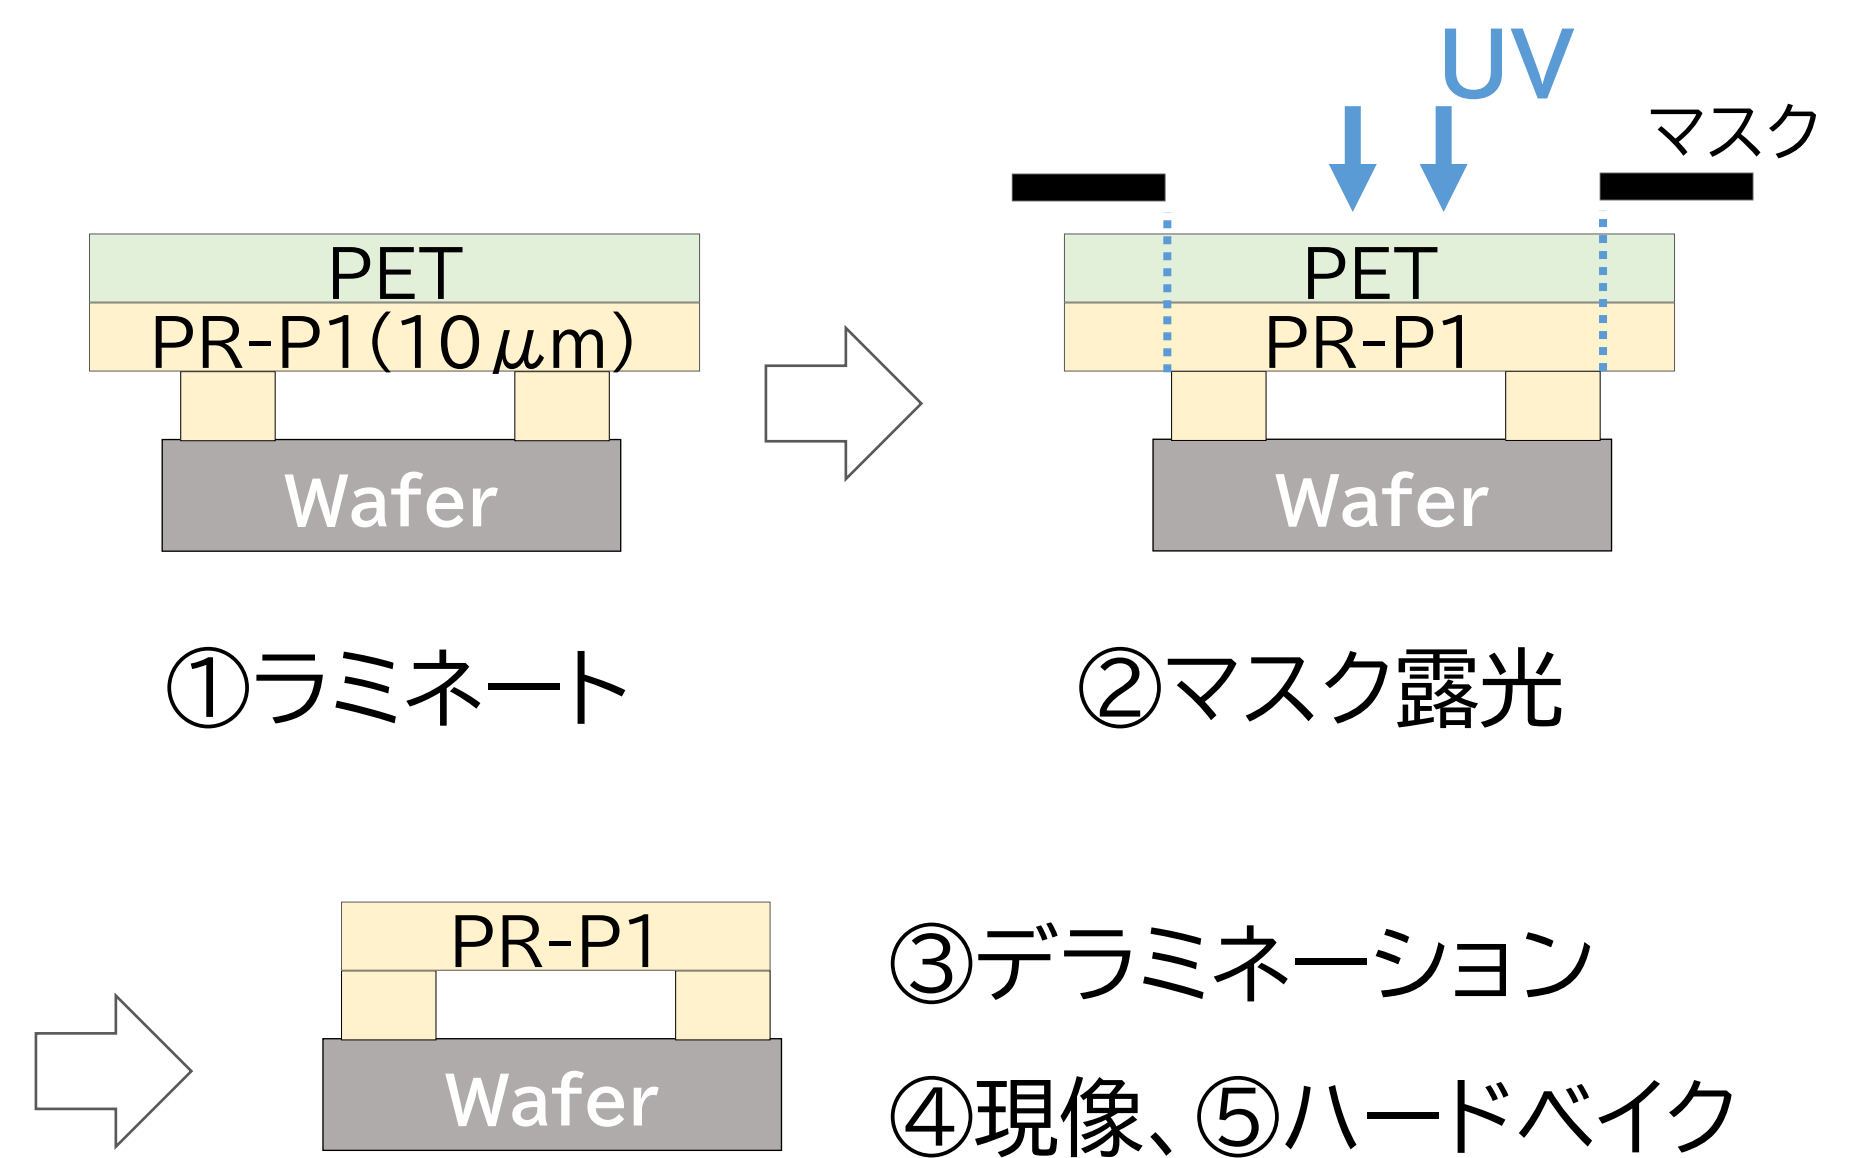 UV
マスク
PET
PR-P1(10μm)
Wafer
PET
PR-P1
Wafer
①ラミネート
②マスク露光
PR-P1
Wafer
③デラミネーション
④現像、⑤ハードベイク